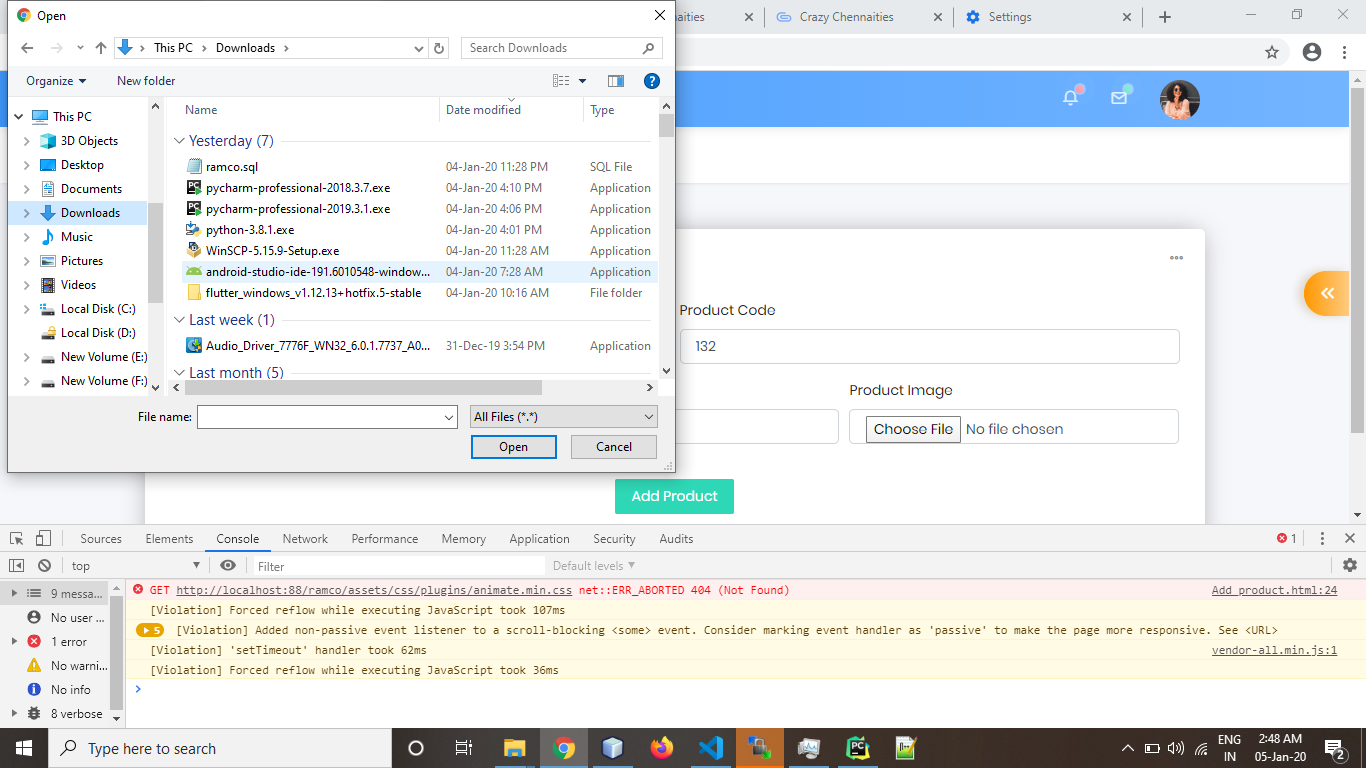 Open
Chennaities
Crazy Chennaities
Settings
This PC
Downloads
Search Downloads
Organize
New folder
This PC
3D Objects
Desktop
Documents
Downloads
Music
Pictures
Videos
Local Disk (C:)
Local Disk (D:)
New Volume (E:)
New Volume (F:)
Name Date modified Type
Yesterday (7)
ramco.sql 04-Jan-20 11:28 PM SQL File
pycharm-professional-2018.3.7.exe 04-Jan-20 4:10 PM Application
pycharm-professional-2019.3.1.exe 04-Jan-20 4:06 PM Application
python-3.8.1.exe 04-Jan-20 4:01 PM Application
WinSCP-5.15.9-Setup.exe 04-Jan-20 11:28 AM Application
android-studio-ide-191.6010548-window... 04-Jan-20 7:28 AM Application
flutter_windows_v1.12.13+hotfix.5-stable 04-Jan-20 10:16 AM File folder
Last week (1)
Audio_Driver_7776F_WN32_6.0.1.7737_A0... 31-Dec-19 3:54 PM Application
Last month (5)
File name:
All Files (*.*)
Open Cancel
Product Code
132
Product Image
Choose File No file chosen
Add Product
Sources Elements Console Network Performance Memory Application Security Audits 1
top Filter Default levels ▼
9 messa...
No user ...
1 error
No warni...
No info
8 verbose
GET http://localhost:88/ramco/assets/css/plugins/animate.min.css net::ERR_ABORTED 404 (Not Found) Add product.html:24
[Violation] Forced reflow while executing JavaScript took 107ms
5 [Violation] Added non-passive event listener to a scroll-blocking <some> event. Consider marking event handler as 'passive' to make the page more responsive. See <URL>
[Violation] 'setTimeout' handler took 62ms vendor-all.min.js:1
[Violation] Forced reflow while executing JavaScript took 36ms
Type here to search
ENG
IN
2:48 AM
05-Jan-20
2